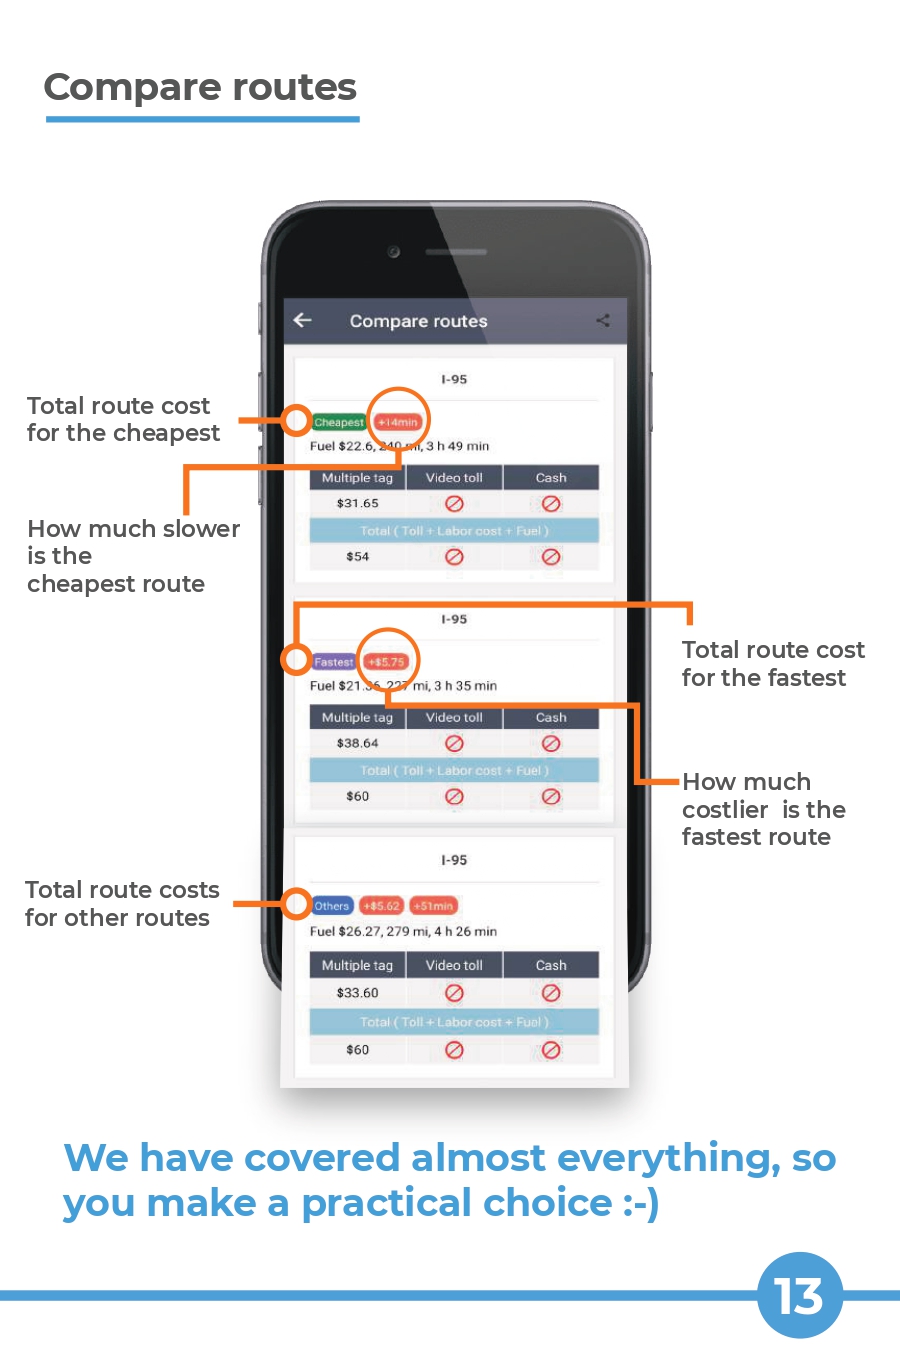 Compare routes
Compare routes
I-95
Total route cost
for the cheapest
Cheapest +14min
Fuel $22.6, 240 mi, 3 h 49 min
Multiple tag Video toll Cash
$31.65
How much slower
is the
cheapest route
Total ( Toll + Labor cost + Fuel )
$54
I-95
Total route cost
for the fastest
Fastest +$5.75
Fuel $21.36, 227 mi, 3 h 35 min
Multiple tag Video toll Cash
$38.64
Total ( Toll + Labor cost + Fuel )
$60
How much
costlier is the
fastest route
I-95
Total route costs
for other routes
Others +$5.62 +51min
Fuel $26.27, 279 mi, 4 h 26 min
Multiple tag Video toll Cash
$33.60
Total ( Toll + Labor cost + Fuel )
$60
We have covered almost everything, so
you make a practical choice :-)
13